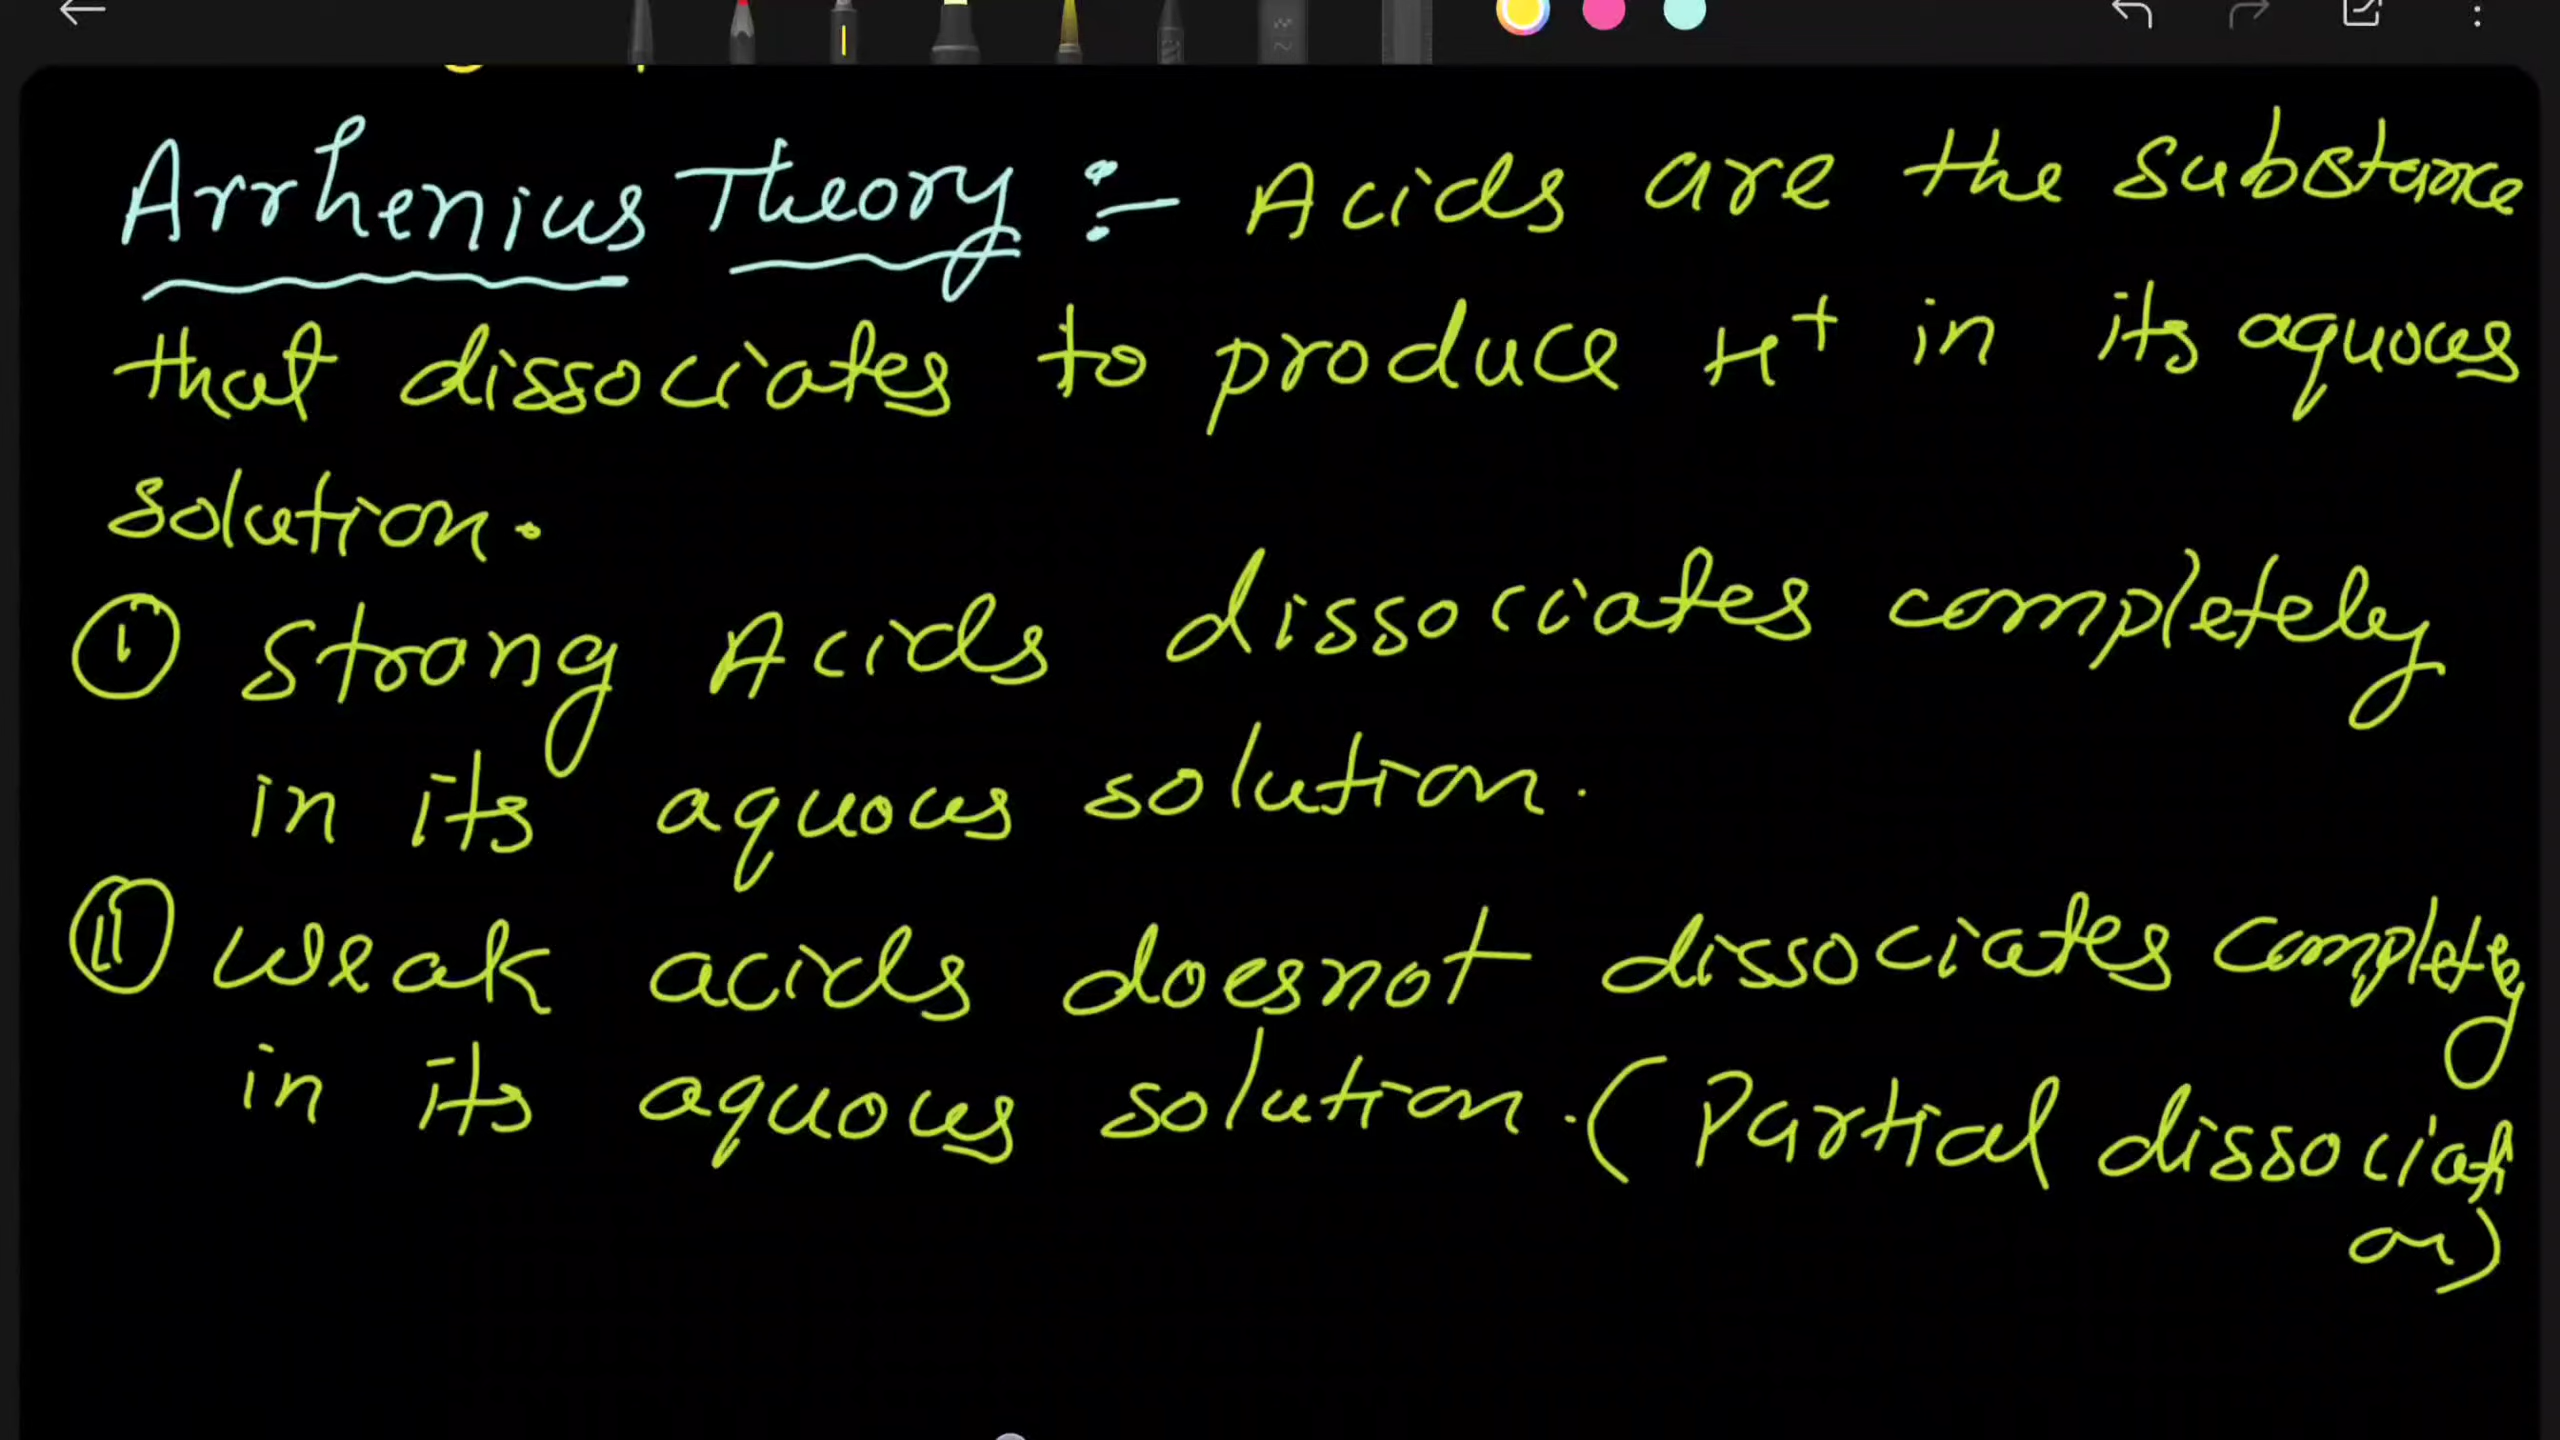 Arrhenius Theory :- Acids are the substance
that dissociates to produce H+ in its aquous
solution.
(i) Strong Acids dissociates completely
in its aquous solution.
(ii) Weak acids doesnot dissociates completely
in its aquous solution. (Partial dissociati
on)